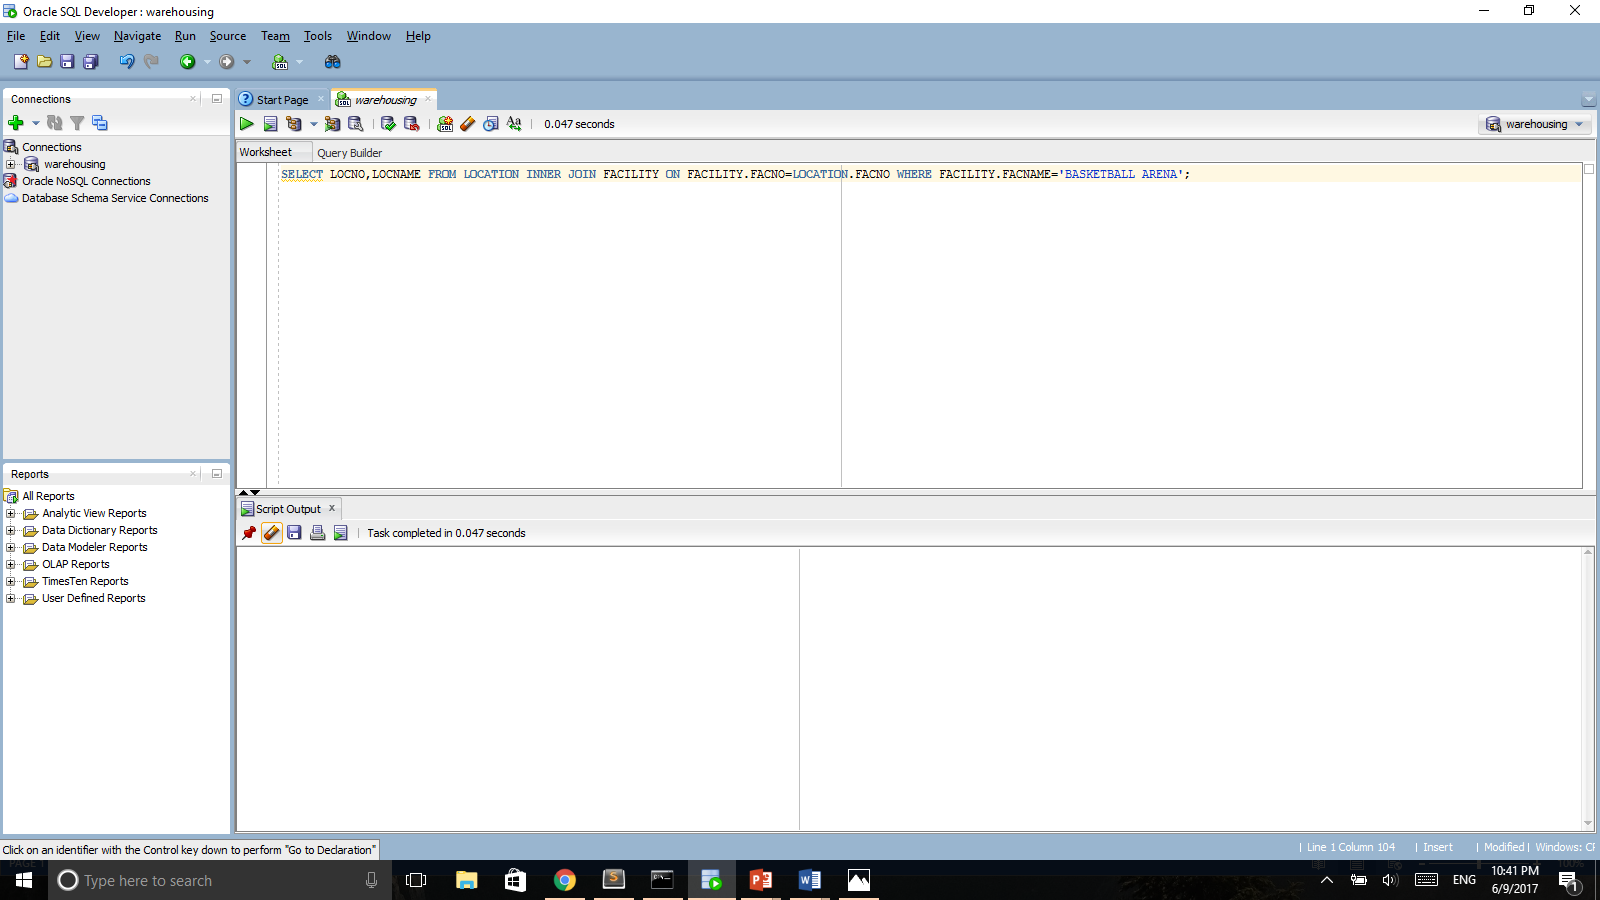 Oracle SQL Developer : warehousing
File Edit View Navigate Run Source Team Tools Window Help
Connections
Connections
warehousing
Oracle NoSQL Connections
Database Schema Service Connections
Reports
All Reports
Analytic View Reports
Data Dictionary Reports
Data Modeler Reports
OLAP Reports
TimesTen Reports
User Defined Reports
Start Page warehousing
0.047 seconds
warehousing
Worksheet Query Builder
SELECT LOCNO,LOCNAME FROM LOCATION INNER JOIN FACILITY ON FACILITY.FACNO=LOCATION.FACNO WHERE FACILITY.FACNAME='BASKETBALL ARENA';
Script Output
Task completed in 0.047 seconds
Click on an identifier with the Control key down to perform "Go to Declaration"
Line 1 Column 104 Insert Modified Windows: CF
Type here to search
ENG
10:41 PM
6/9/2017
1